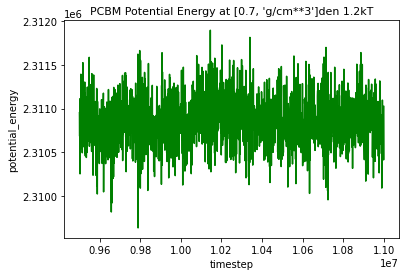 PCBM Potential Energy at [0.7, 'g/cm**3']den 1.2kT
1e6
2.3120
2.3115
2.3110
2.3105
2.3100
potential_energy
0.96 0.98 1.00 1.02 1.04 1.06 1.08 1.10
timestep
1e7